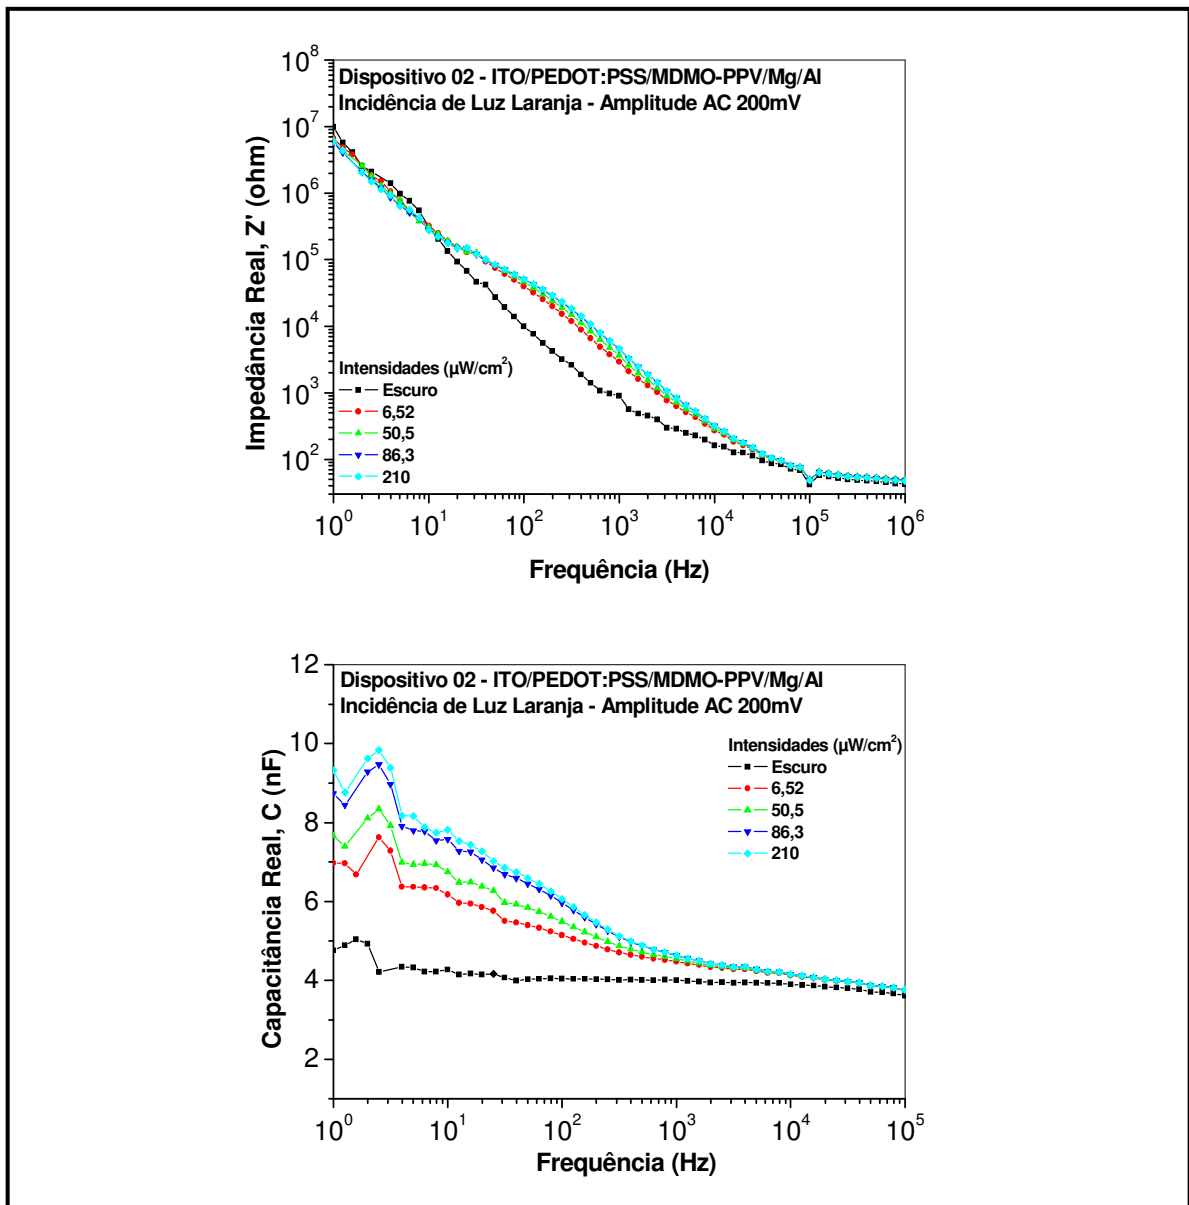 10^8
10^7
10^6
10^5
10^4
10^3
10^2
Impedância Real, Z' (ohm)
Dispositivo 02 - ITO/PEDOT:PSS/MDMO-PPV/Mg/Al
Incidência de Luz Laranja - Amplitude AC 200mV
Intensidades (µW/cm²)
Escuro
6,52
50,5
86,3
210
10^0 10^1 10^2 10^3 10^4 10^5 10^6
Frequência (Hz)
12
10
8
6
4
2
Capacitância Real, C (nF)
Dispositivo 02 - ITO/PEDOT:PSS/MDMO-PPV/Mg/Al
Incidência de Luz Laranja - Amplitude AC 200mV
Intensidades (µW/cm²)
Escuro
6,52
50,5
86,3
210
10^0 10^1 10^2 10^3 10^4 10^5
Frequência (Hz)